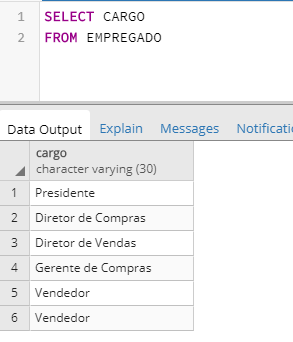 1 SELECT CARGO
2 FROM EMPREGADO
Data Output Explain Messages Notificati
cargo
character varying (30)
1 Presidente
2 Diretor de Compras
3 Diretor de Vendas
4 Gerente de Compras
5 Vendedor
6 Vendedor